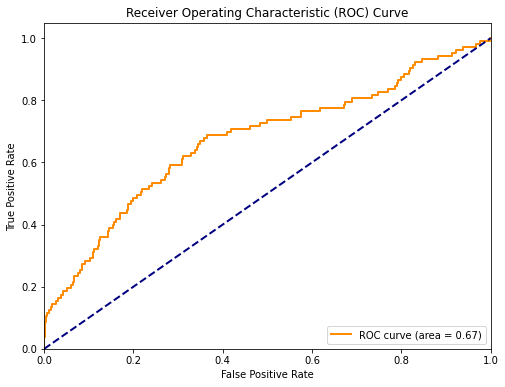 Receiver Operating Characteristic (ROC) Curve
True Positive Rate
1.0
0.8
0.6
0.4
0.2
0.0
0.0 0.2 0.4 0.6 0.8 1.0
False Positive Rate
ROC curve (area = 0.67)